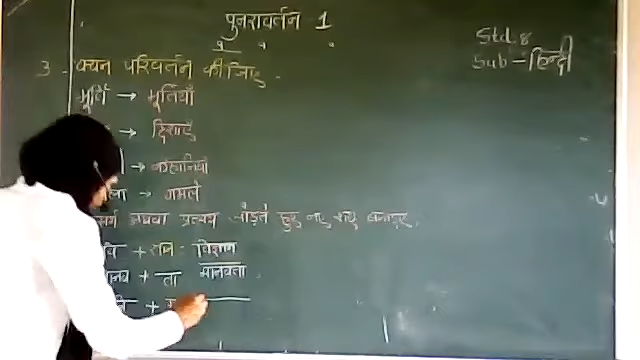 पुनरावर्तन 1
Std. 8
Sub - हिन्दी
3 - वचन परिवर्तन कीजिए.
मूर्ति → मूर्तियाँ
→ दिशाएँ
→ कहानियाँ
ला → गमले
अथवा प्रत्यय जोड़ते हुए नए शब्द बनाइए.
वि + ज्ञान = विज्ञान
मानव + ता मानवता
+